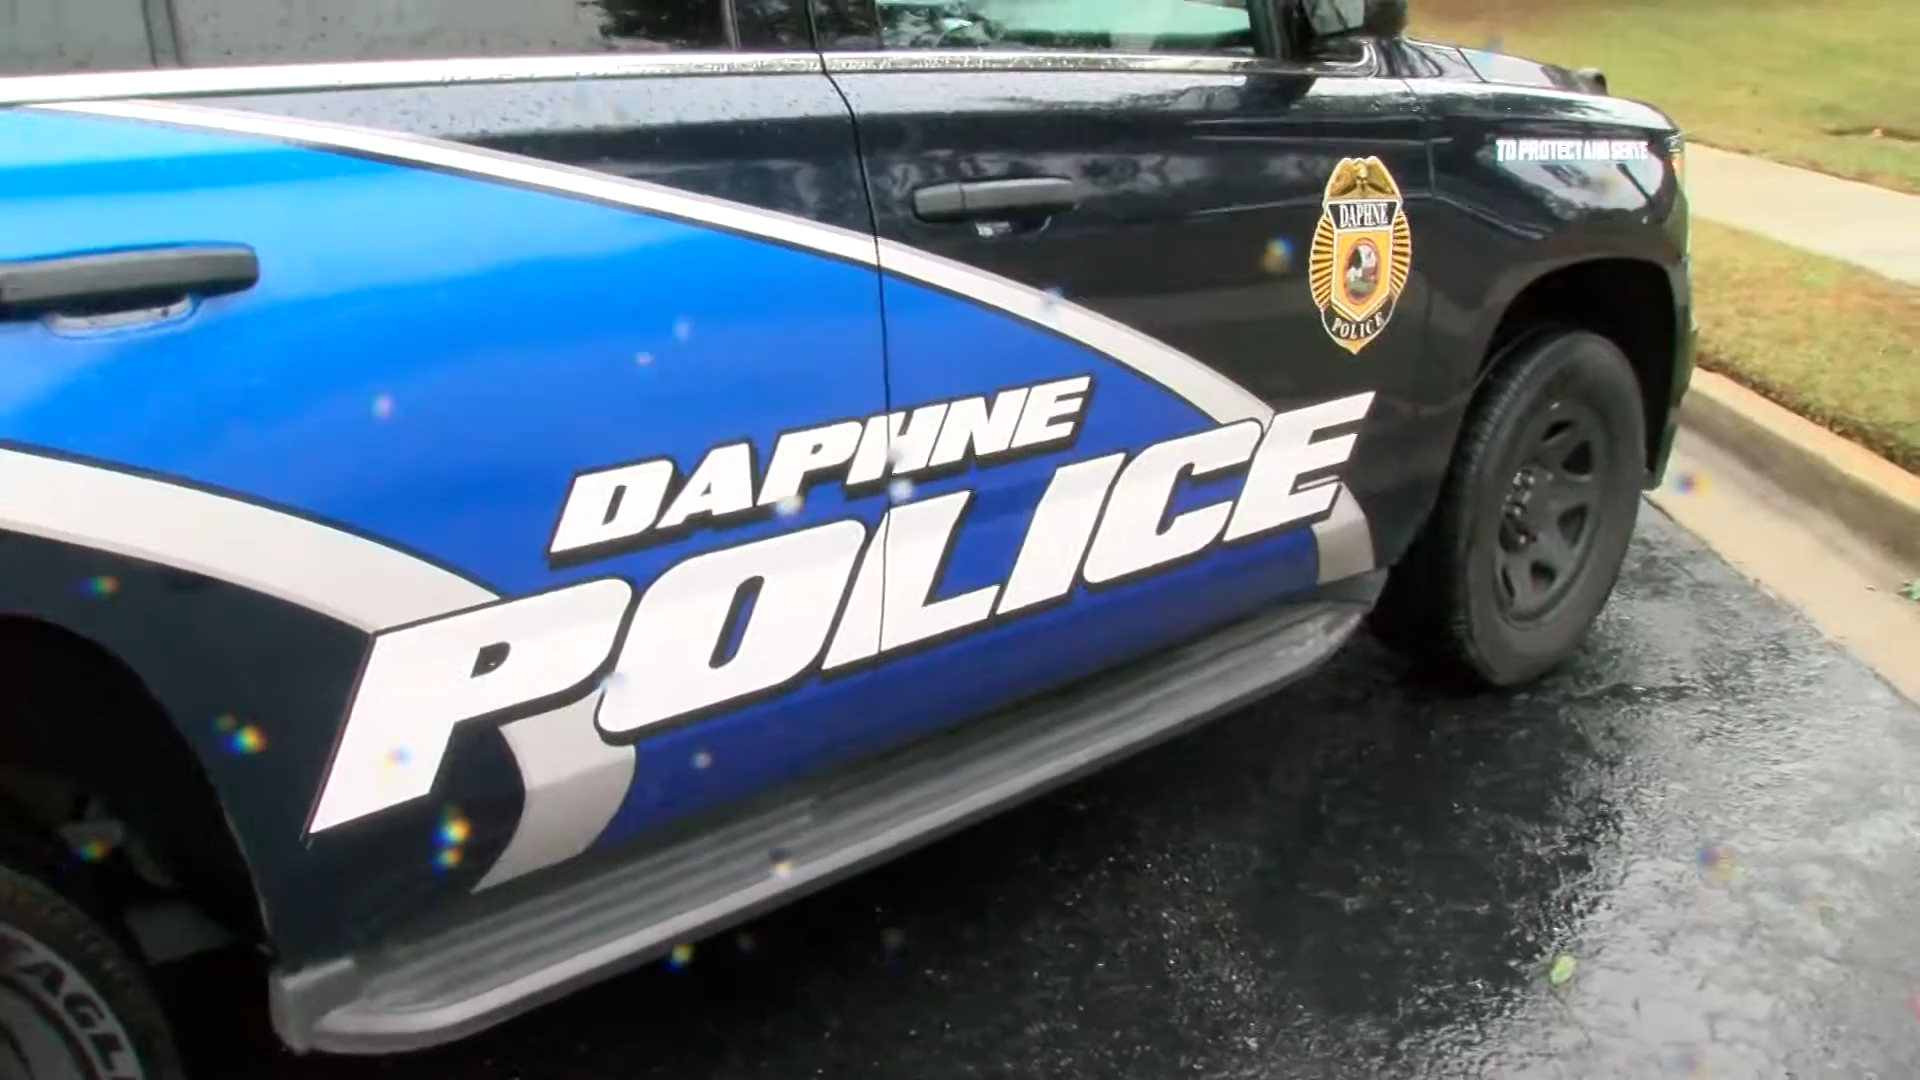 TO PROTECT AND SERVE
DAPHNE
POLICE
DAPHNE
POLICE